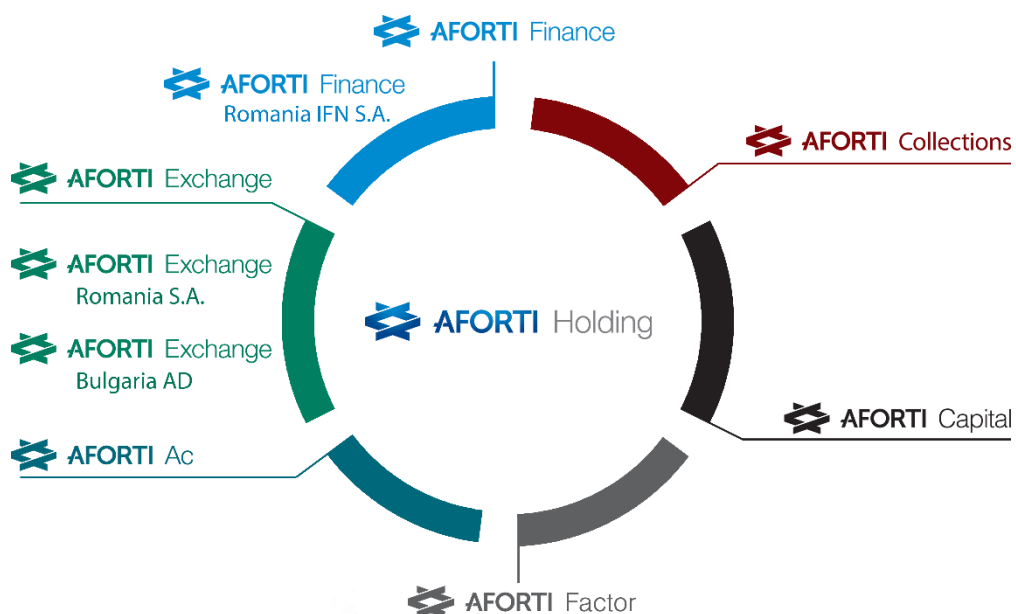 AFORTI Finance
AFORTI Finance
Romania IFN S.A.
AFORTI Collections
AFORTI Exchange
AFORTI Exchange
Romania S.A.
AFORTI Holding
AFORTI Exchange
Bulgaria AD
AFORTI Capital
AFORTI Ac
AFORTI Factor